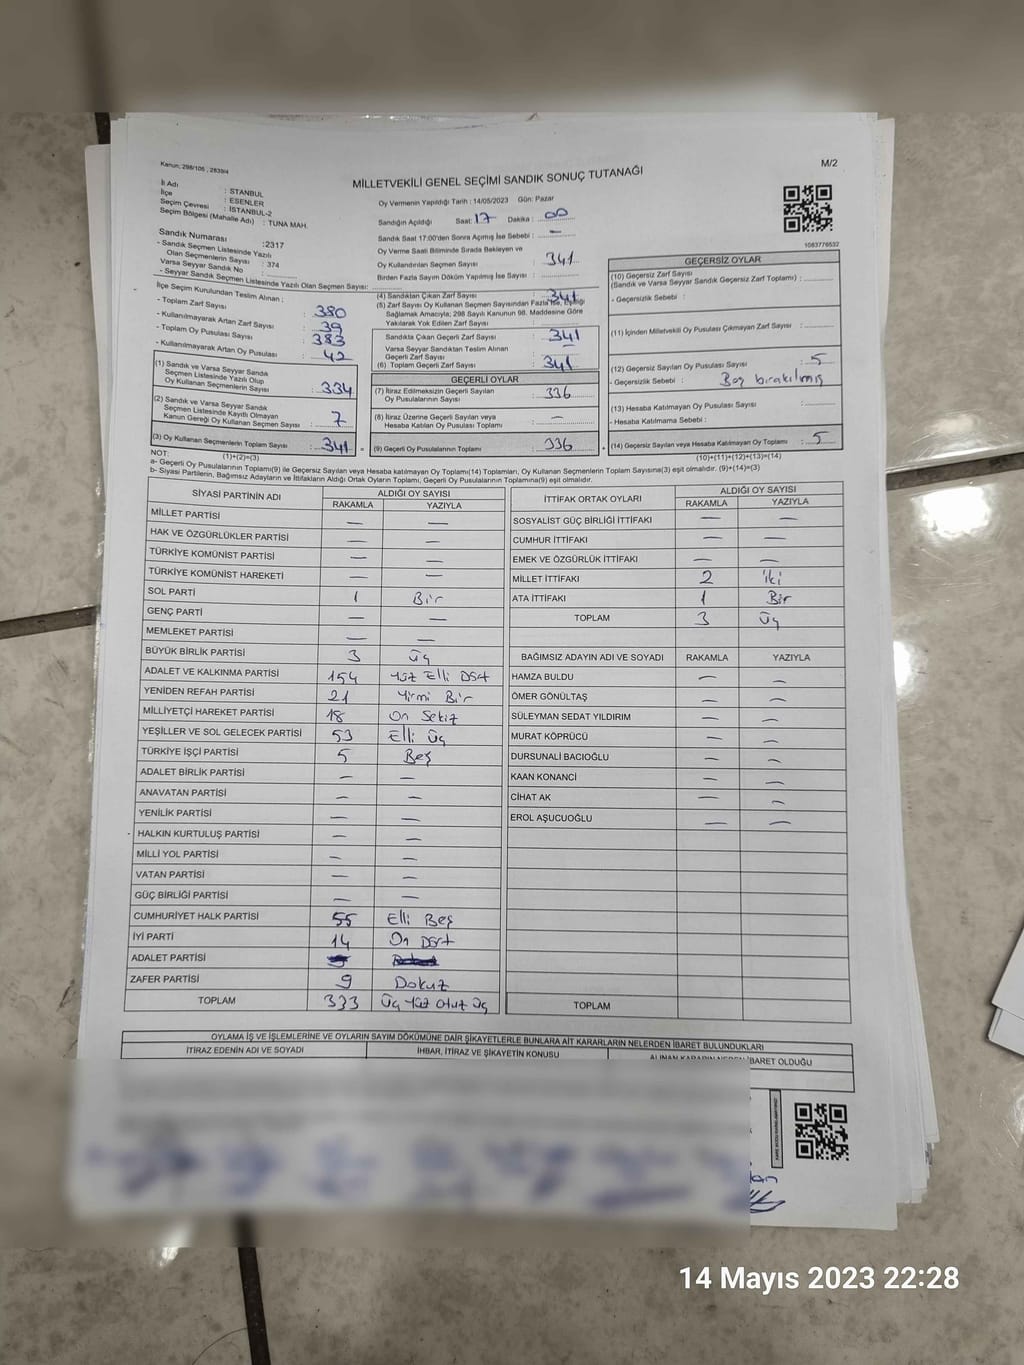 Kanun; 298/105 ; 2839/4
M/2
MİLLETVEKİLİ GENEL SEÇİMİ SANDIK SONUÇ TUTANAĞI
İl Adı : İSTANBUL
İlçe : ESENLER
Seçim Çevresi : İSTANBUL-2
Seçim Bölgesi (Mahalle Adı) : TUNA MAH.
Sandık Numarası :2317
- Sandık Seçmen Listesinde Yazılı
Olan Seçmenlerin Sayısı : 374
Varsa Seyyar Sandık No :
- Seyyar Sandık Seçmen Listesinde Yazılı Olan Seçmen Sayısı:
İlçe Seçim Kurulundan Teslim Alınan ;
- Toplam Zarf Sayısı : 380
- Kullanılmayarak Artan Zarf Sayısı : 39
- Toplam Oy Pusulası Sayısı : 383
- Kullanılmayarak Artan Oy Pusulası : 42
(1) Sandık ve Varsa Seyyar Sandık
Seçmen Listesinde Yazılı Olup
Oy Kullanan Seçmenlerin Sayısı : 334
(2) Sandık ve Varsa Seyyar Sandık
Seçmen Listesinde Kayıtlı Olmayan
Kanun Gereği Oy Kullanan Seçmen Sayısı : 7
(3) Oy Kullanan Seçmenlerin Toplam Sayısı : 341
(1)+(2)=(3)
Oy Vermenin Yapıldığı Tarih : 14/05/2023 Gün: Pazar
Sandığın Açıldığı Saat: 17 Dakika : 00
Sandık Saat 17:00'den Sonra Açılmış İse Sebebi : —
Oy Verme Saati Bitiminde Sırada Bekleyen ve
Oy Kullandırılan Seçmen Sayısı : 341
Birden Fazla Sayım Döküm Yapılmış İse Sayısı :
(4) Sandıktan Çıkan Zarf Sayısı : 341
(5) Zarf Sayısı Oy Kullanan Seçmen Sayısından Fazla İse, Eşitliği
Sağlamak Amacıyla; 298 Sayılı Kanunun 98. Maddesine Göre
Yakılarak Yok Edilen Zarf Sayısı : —
Sandıkta Çıkan Geçerli Zarf Sayısı : 341
Varsa Seyyar Sandıktan Teslim Alınan
Geçerli Zarf Sayısı :
(6) Toplam Geçerli Zarf Sayısı : 341
GEÇERLİ OYLAR
(7) İtiraz Edilmeksizin Geçerli Sayılan
Oy Pusulalarının Sayısı : 336
(8) İtiraz Üzerine Geçerli Sayılan veya
Hesaba Katılan Oy Pusulası Toplamı : —
(9) Geçerli Oy Pusulalarının Toplamı : 336
1083776532
GEÇERSİZ OYLAR
(10) Geçersiz Zarf Sayısı
(Sandık ve Varsa Seyyar Sandık Geçersiz Zarf Toplamı) :
- Geçersizlik Sebebi :
(11) İçinden Milletvekili Oy Pusulası Çıkmayan Zarf Sayısı :
(12) Geçersiz Sayılan Oy Pusulası Sayısı : 5
- Geçersizlik Sebebi : Boş bırakılmış
(13) Hesaba Katılmayan Oy Pusulası Sayısı :
- Hesaba Katılmama Sebebi :
(14) Geçersiz Sayılan veya Hesaba Katılmayan Oy Toplamı : 5
(10)+(11)+(12)+(13)=(14)
NOT:
a- Geçerli Oy Pusulalarının Toplamı(9) ile Geçersiz Sayılan veya Hesaba katılmayan Oy Toplamı(14) Toplamları, Oy Kullanan Seçmenlerin Toplam Sayısına(3) eşit olmalıdır. (9)+(14)=(3)
b- Siyasi Partilerin, Bağımsız Adayların ve İttifakların Aldığı Ortak Oyların Toplamı, Geçerli Oy Pusulalarının Toplamına(9) eşit olmalıdır.
SİYASİ PARTİNİN ADI ALDIĞI OY SAYISI
RAKAMLA YAZIYLA
MİLLET PARTİSİ — —
HAK VE ÖZGÜRLÜKLER PARTİSİ — —
TÜRKİYE KOMÜNİST PARTİSİ — —
TÜRKİYE KOMÜNİST HAREKETİ — —
SOL PARTİ 1 Bir
GENÇ PARTİ — —
MEMLEKET PARTİSİ — —
BÜYÜK BİRLİK PARTİSİ 3 Üç
ADALET VE KALKINMA PARTİSİ 154 Yüz Elli Dört
YENİDEN REFAH PARTİSİ 21 Yirmi Bir
MİLLİYETÇİ HAREKET PARTİSİ 18 On Sekiz
YEŞİLLER VE SOL GELECEK PARTİSİ 53 Elli Üç
TÜRKİYE İŞÇİ PARTİSİ 5 Beş
ADALET BİRLİK PARTİSİ — —
ANAVATAN PARTİSİ — —
YENİLİK PARTİSİ — —
HALKIN KURTULUŞ PARTİSİ — —
MİLLİ YOL PARTİSİ — —
VATAN PARTİSİ — —
GÜÇ BİRLİĞİ PARTİSİ — —
CUMHURİYET HALK PARTİSİ 55 Elli Beş
İYİ PARTİ 14 On Dört
ADALET PARTİSİ
ZAFER PARTİSİ 9 Dokuz
TOPLAM 333 Üç Yüz Otuz Üç
İTTİFAK ORTAK OYLARI ALDIĞI OY SAYISI
RAKAMLA YAZIYLA
SOSYALİST GÜÇ BİRLİĞİ İTTİFAKI — —
CUMHUR İTTİFAKI — —
EMEK VE ÖZGÜRLÜK İTTİFAKI — —
MİLLET İTTİFAKI 2 İki
ATA İTTİFAKI 1 Bir
TOPLAM 3 Üç
BAĞIMSIZ ADAYIN ADI VE SOYADI RAKAMLA YAZIYLA
HAMZA BULDU — —
ÖMER GÖNÜLTAŞ — —
SÜLEYMAN SEDAT YILDIRIM — —
MURAT KÖPRÜCÜ — —
DURSUNALİ BACIOĞLU — —
KAAN KONANCİ — —
CİHAT AK — —
EROL AŞUCUOĞLU — —
TOPLAM
OYLAMA İŞ VE İŞLEMLERİNE VE OYLARIN SAYIM DÖKÜMÜNE DAİR ŞİKAYETLERLE BUNLARA AİT KARARLARIN NELERDEN İBARET BULUNDUKLARI
İTİRAZ EDENİN ADI VE SOYADI İHBAR, İTİRAZ VE ŞİKAYETİN KONUSU ALINAN KARARIN NEDEN İBARET OLDUĞU
14 Mayıs 2023 22:28